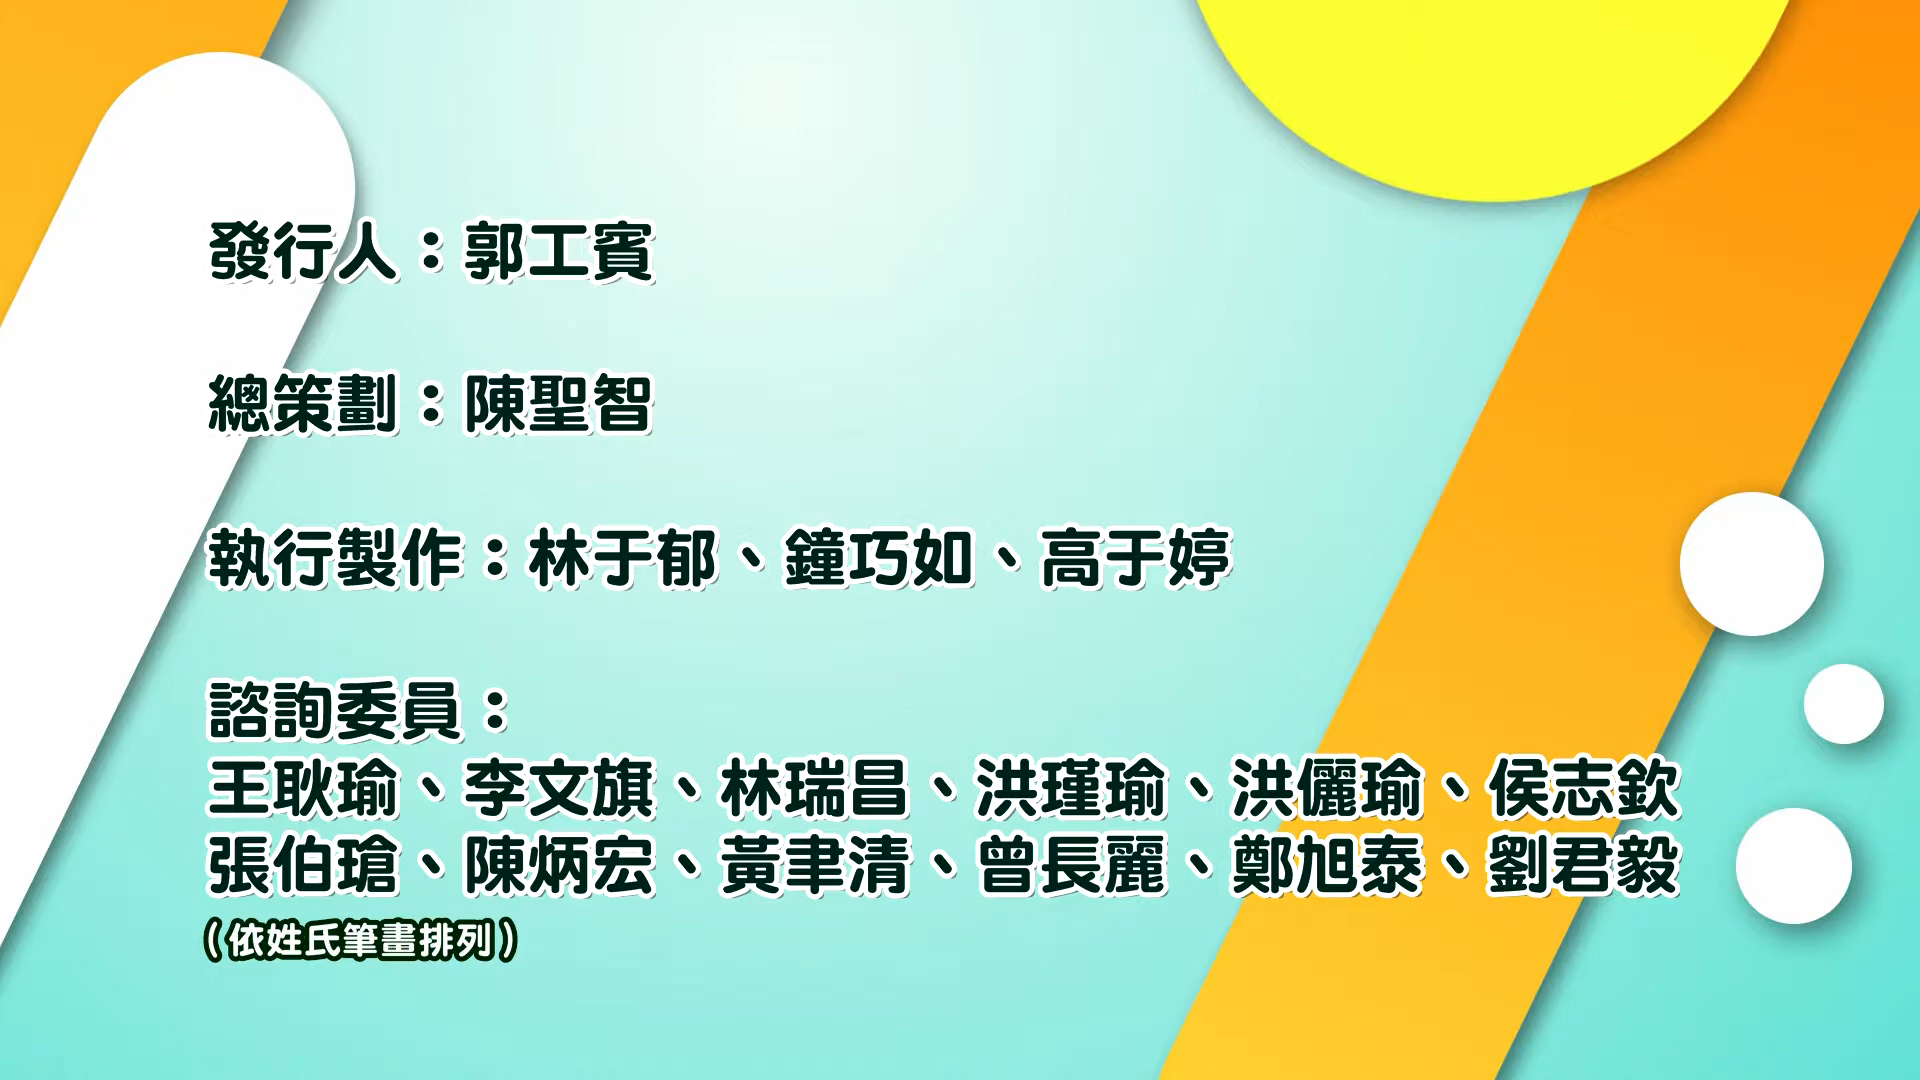 發行人：郭工賓
總策劃：陳聖智
執行製作：林于郁、鐘巧如、高于婷
諮詢委員：
王耿瑜、李文旗、林瑞昌、洪瑾瑜、洪儷瑜、侯志欽
張伯瑲、陳炳宏、黃聿清、曾長麗、鄭旭泰、劉君毅
(依姓氏筆畫排列)